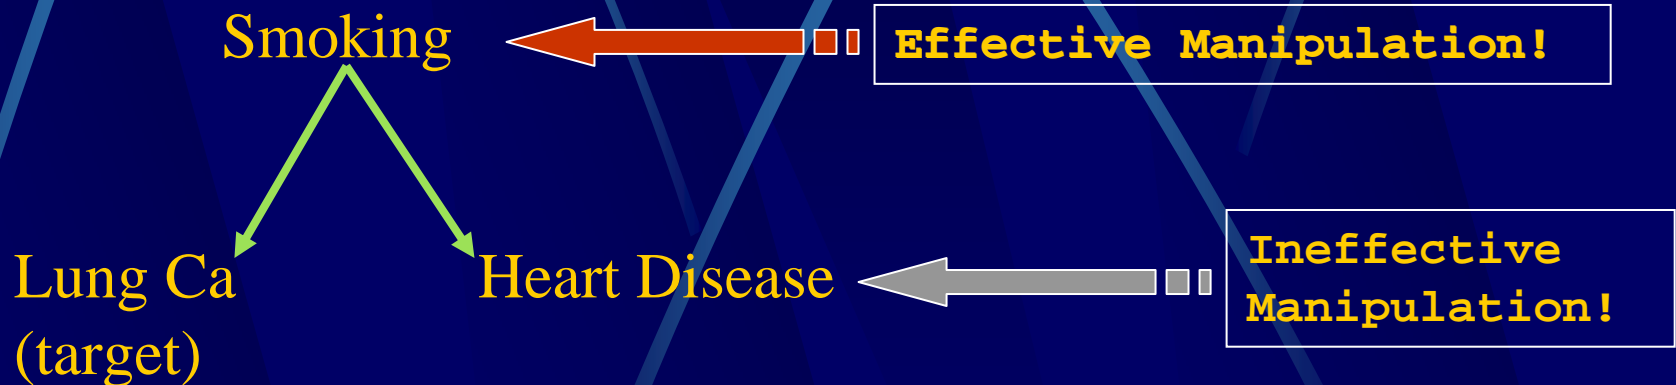 Smoking
Effective Manipulation!
Lung Ca
(target)
Heart Disease
Ineffective
Manipulation!